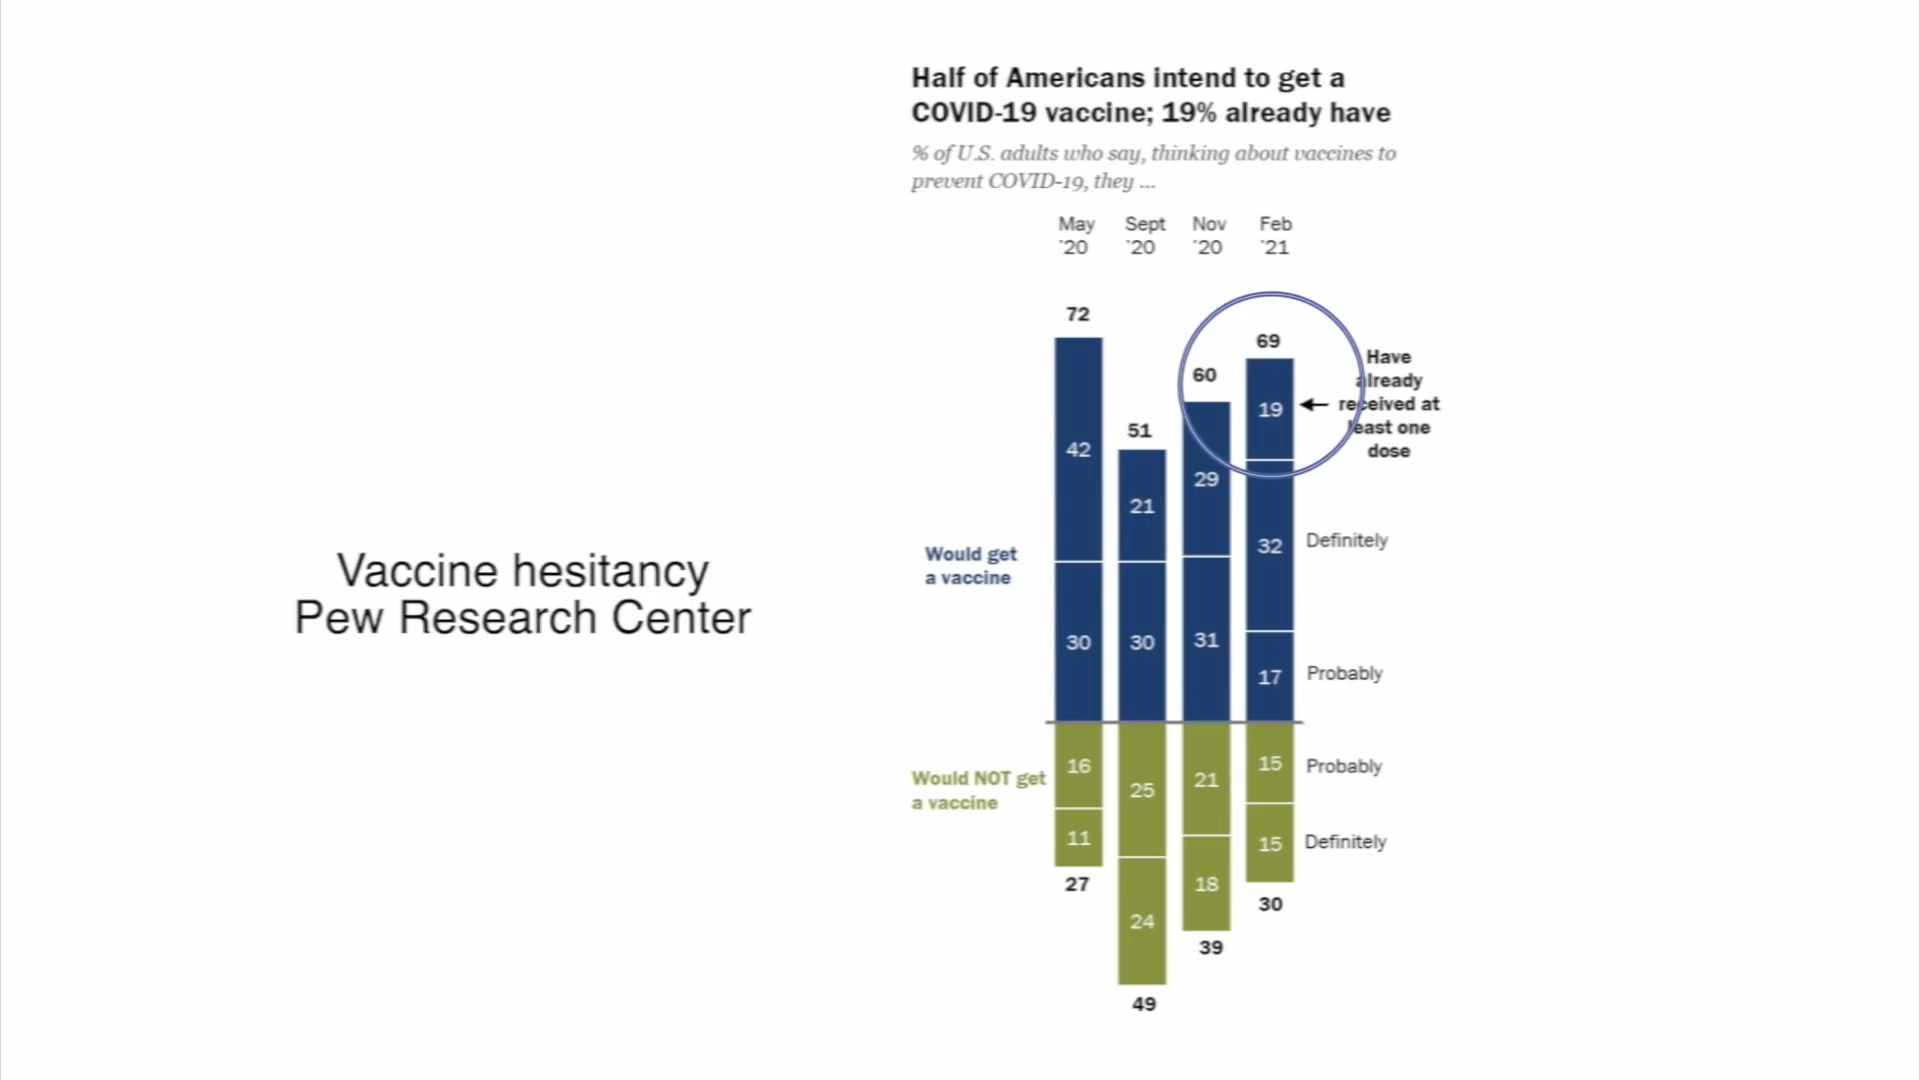 Half of Americans intend to get a
COVID-19 vaccine; 19% already have
% of U.S. adults who say, thinking about vaccines to
prevent COVID-19, they ...
May Sept Nov Feb
'20 '20 '20 '21
72
69
Have
already
received at
least one
dose
60
19
51
42
29
21
Would get
a vaccine
32 Definitely
Vaccine hesitancy
Pew Research Center
30 30 31
17 Probably
Would NOT get
a vaccine
16 25 21 15 Probably
11
15 Definitely
27
18
30
24
39
49